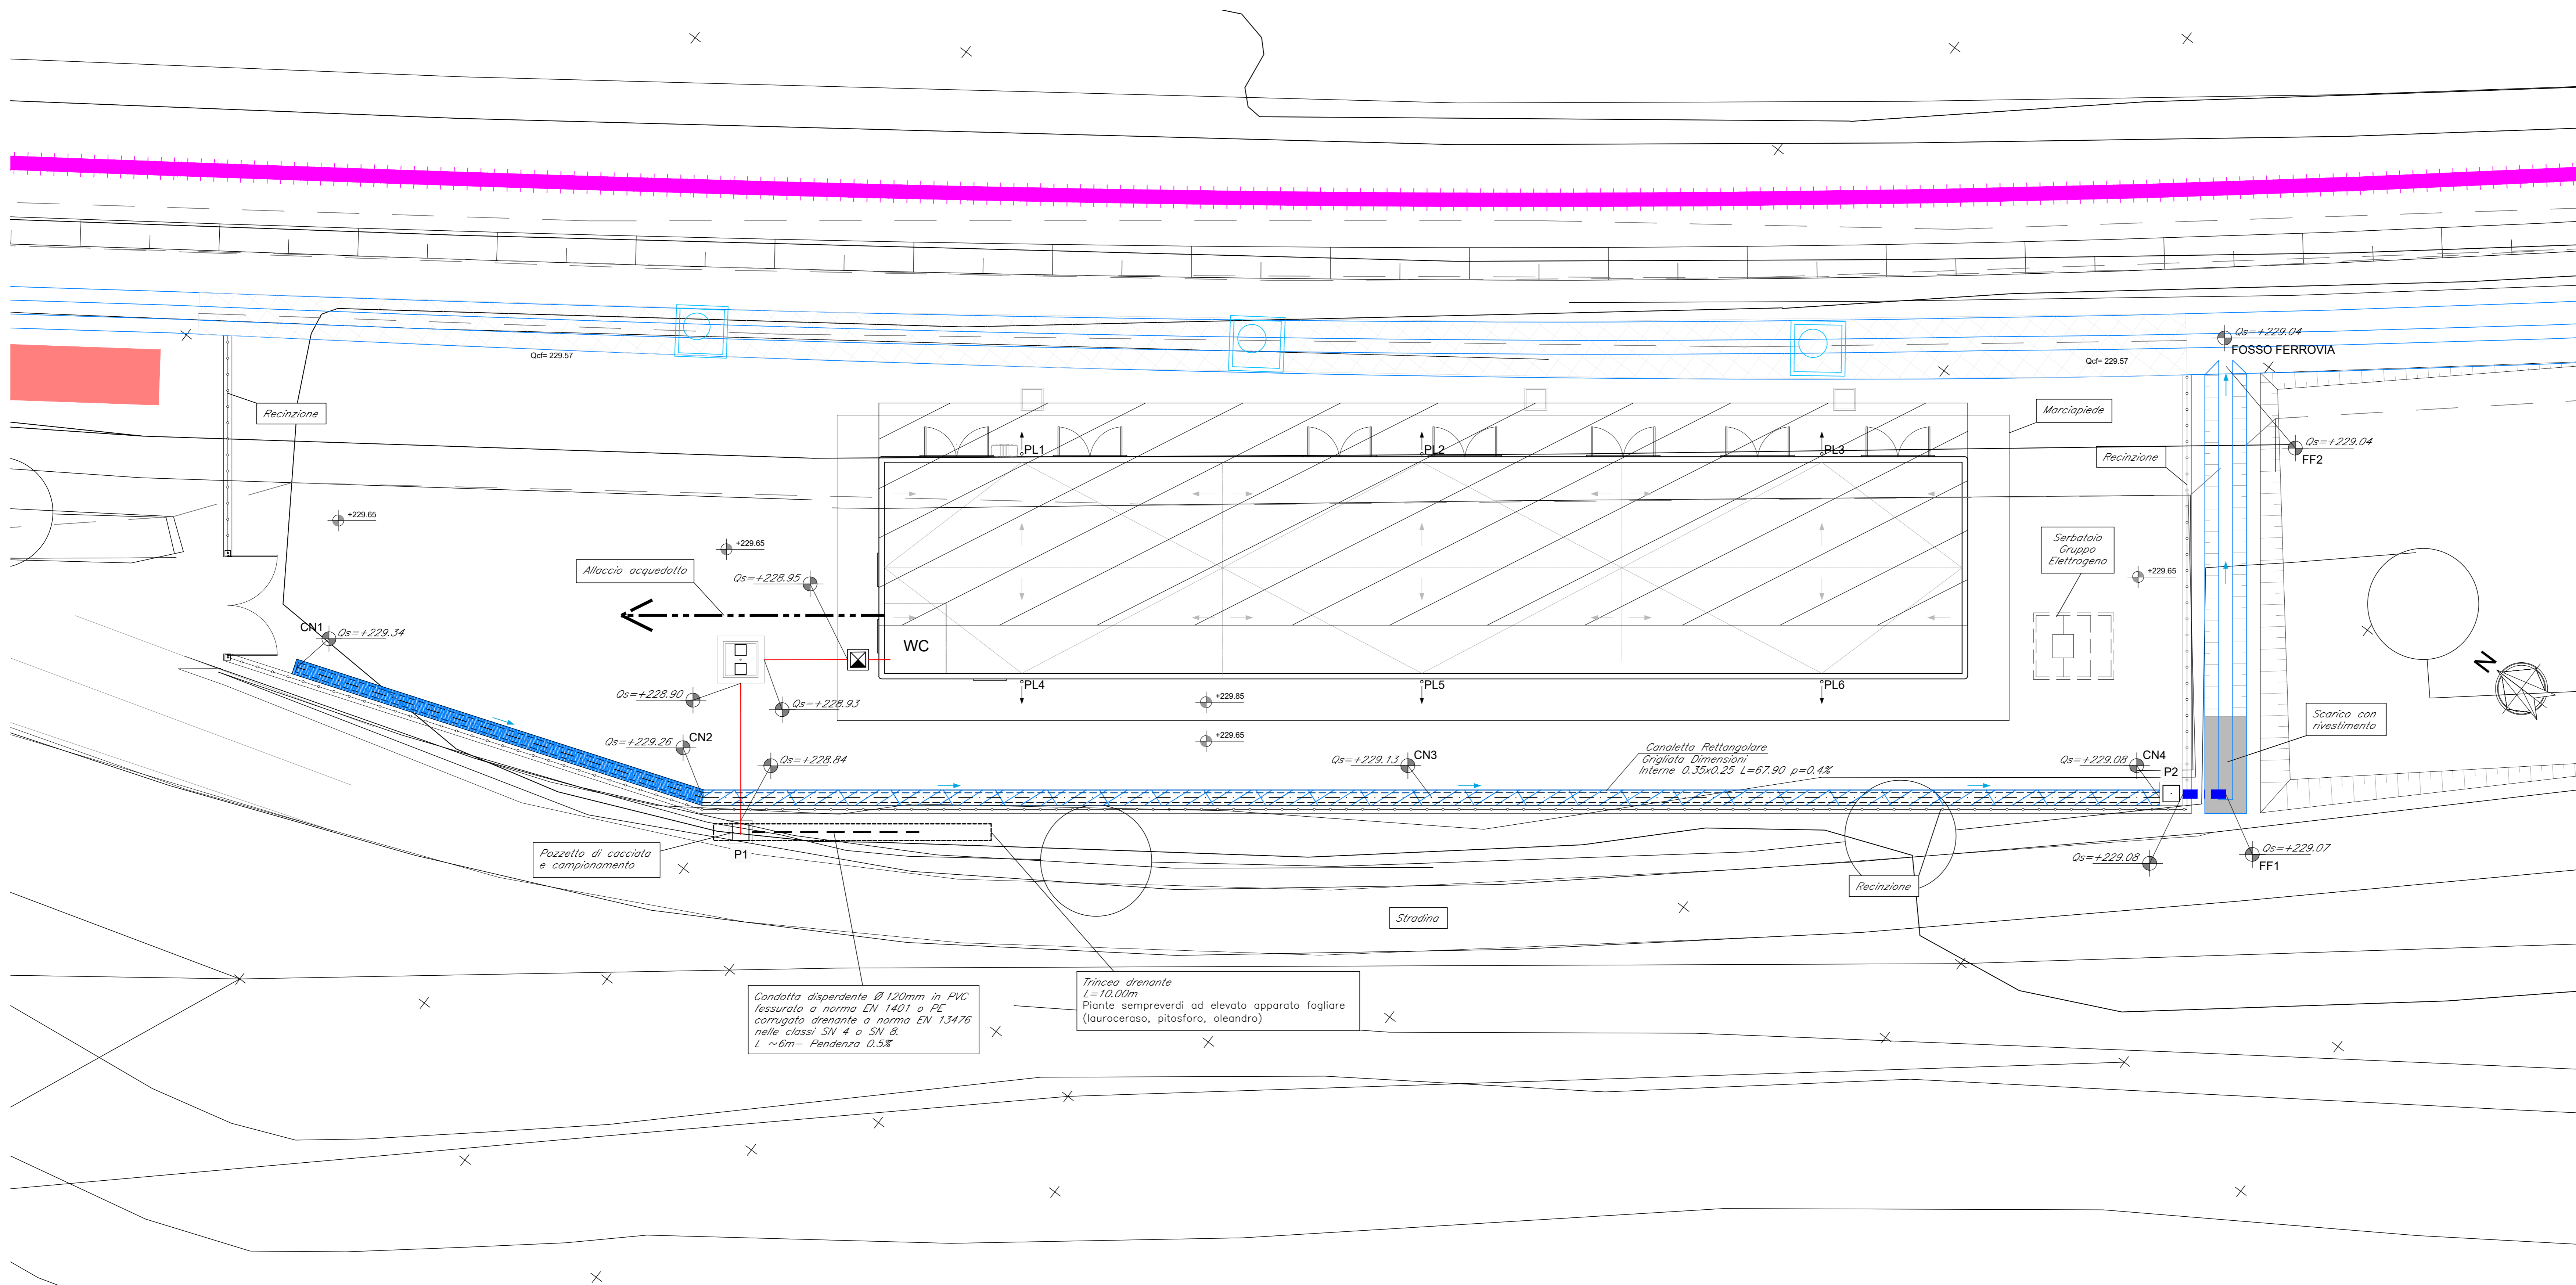 Qs=+229.04
FOSSO FERROVIA
Qcf= 229.57
Qcf= 229.57
Recinzione
Marciapiede
PL1
PL2
PL3
Qs=+229.04
FF2
Recinzione
+229.65
+229.65
Serbatoio
Gruppo
Elettrogeno
Allaccio acquedotto
Qs=+228.95
+229.65
CN1
Qs=+229.34
WC
N
PL4
PL5
PL6
Qs=+228.90
Qs=+228.93
+229.85
Scarico con
rivestimento
Qs=+229.26
CN2
+229.65
Qs=+228.84
Qs=+229.13
CN3
Canaletta Rettangolare
Grigliata Dimensioni
Interne 0.35x0.25 L=67.90 p=0.4%
Qs=+229.08
CN4
P2
Pozzetto di cacciata
e campionamento
P1
Qs=+229.08
Qs=+229.07
FF1
Recinzione
Stradina
Condotta disperdente Ø 120mm in PVC
fessurato a norma EN 1401 o PE
corrugato drenante a norma EN 13476
nelle classi SN 4 o SN 8.
L ~6m- Pendenza 0.5%
Trincea drenante
L=10.00m
Piante sempreverdi ad elevato apparato fogliare
(lauroceraso, pitosforo, oleandro)